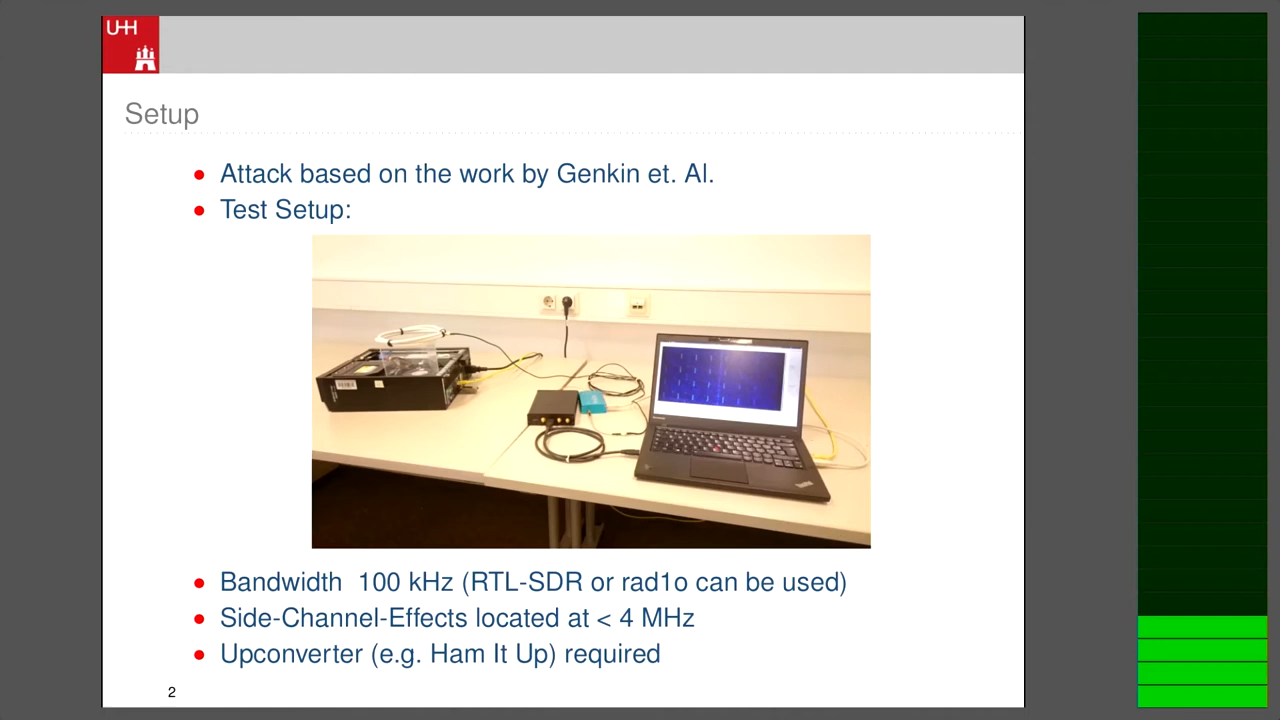 UH
Setup
Attack based on the work by Genkin et. Al.
Test Setup:
Bandwidth 100 kHz (RTL-SDR or rad1o can be used)
Side-Channel-Effects located at < 4 MHz
Upconverter (e.g. Ham It Up) required
2